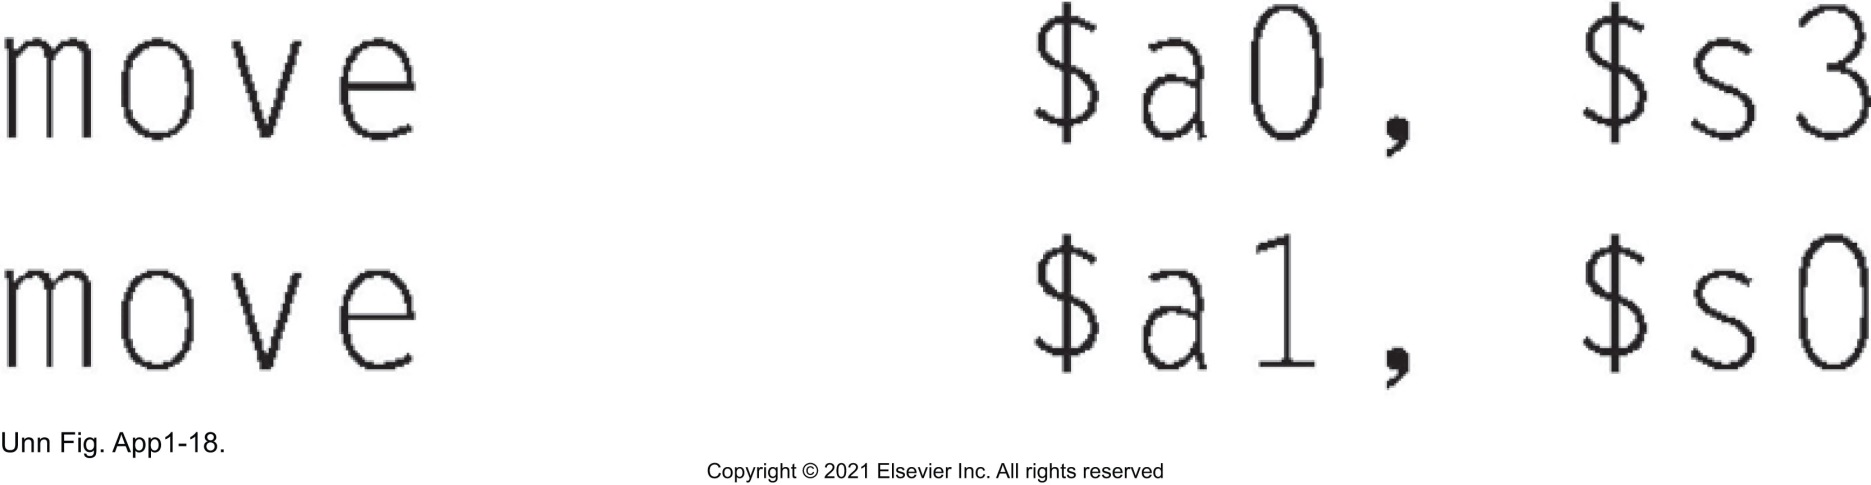 move $a0, $s3
move $a1, $s0
Unn Fig. App1-18.
Copyright © 2021 Elsevier Inc. All rights reserved